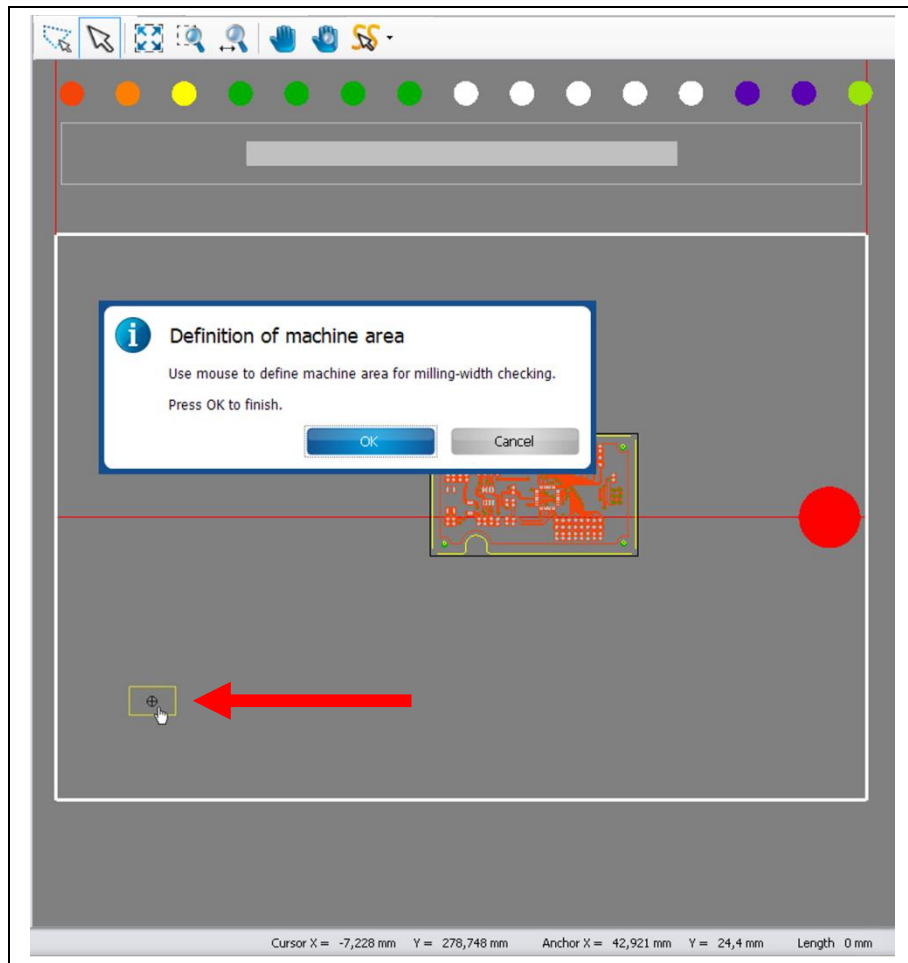 Definition of machine area
Use mouse to define machine area for milling-width checking.
Press OK to finish.
OK Cancel
Cursor X = -7,228 mm Y = 278,748 mm Anchor X = 42,921 mm Y = 24,4 mm Length 0 mm